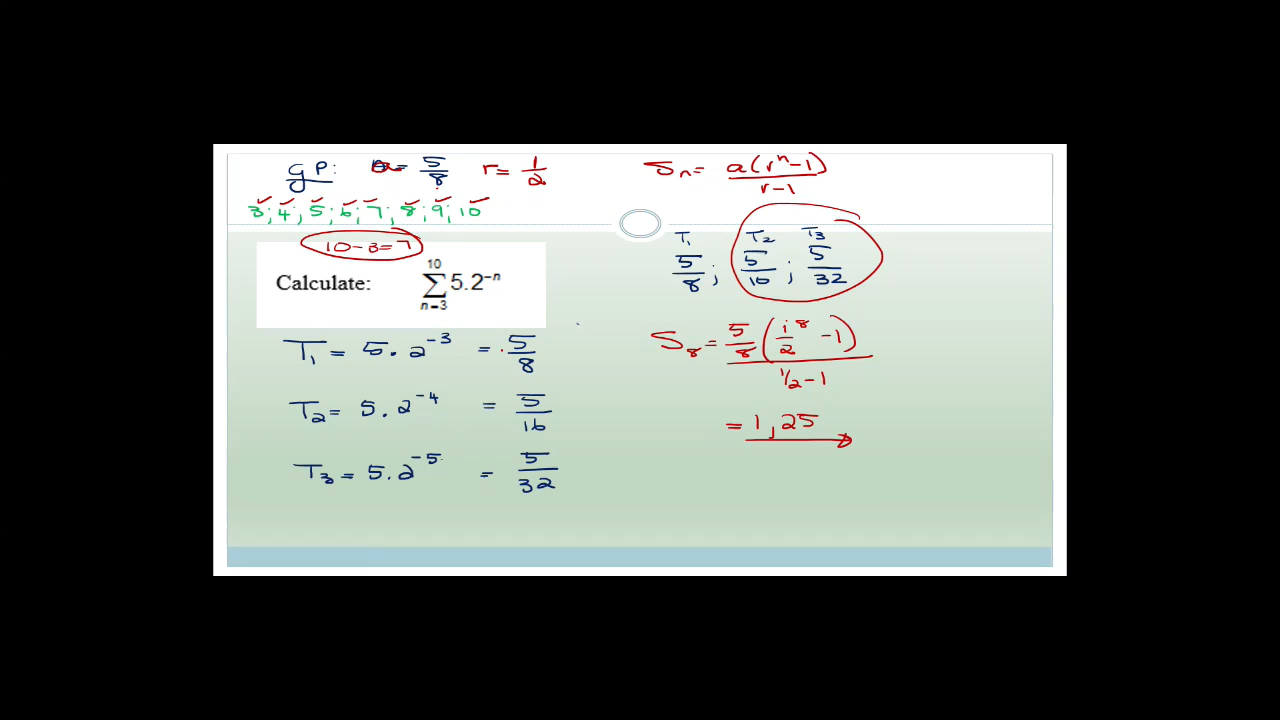 GP: a = 5/8 r = 1/2
3; 4; 5; 6; 7; 8; 9; 10
10 - 3 = 7
Calculate: 10 ∑ n=3 5.2^-n
T1 = 5 . 2^-3 = 5/8
T2 = 5 . 2^-4 = 5/16
T3 = 5 . 2^-5 = 5/32
Sn = a(r^n - 1) / r - 1
T1 T2 T3
5/8 ; 5/16 ; 5/32
S8 = 5/8 (1/2^8 - 1) / 1/2 - 1
= 1,25